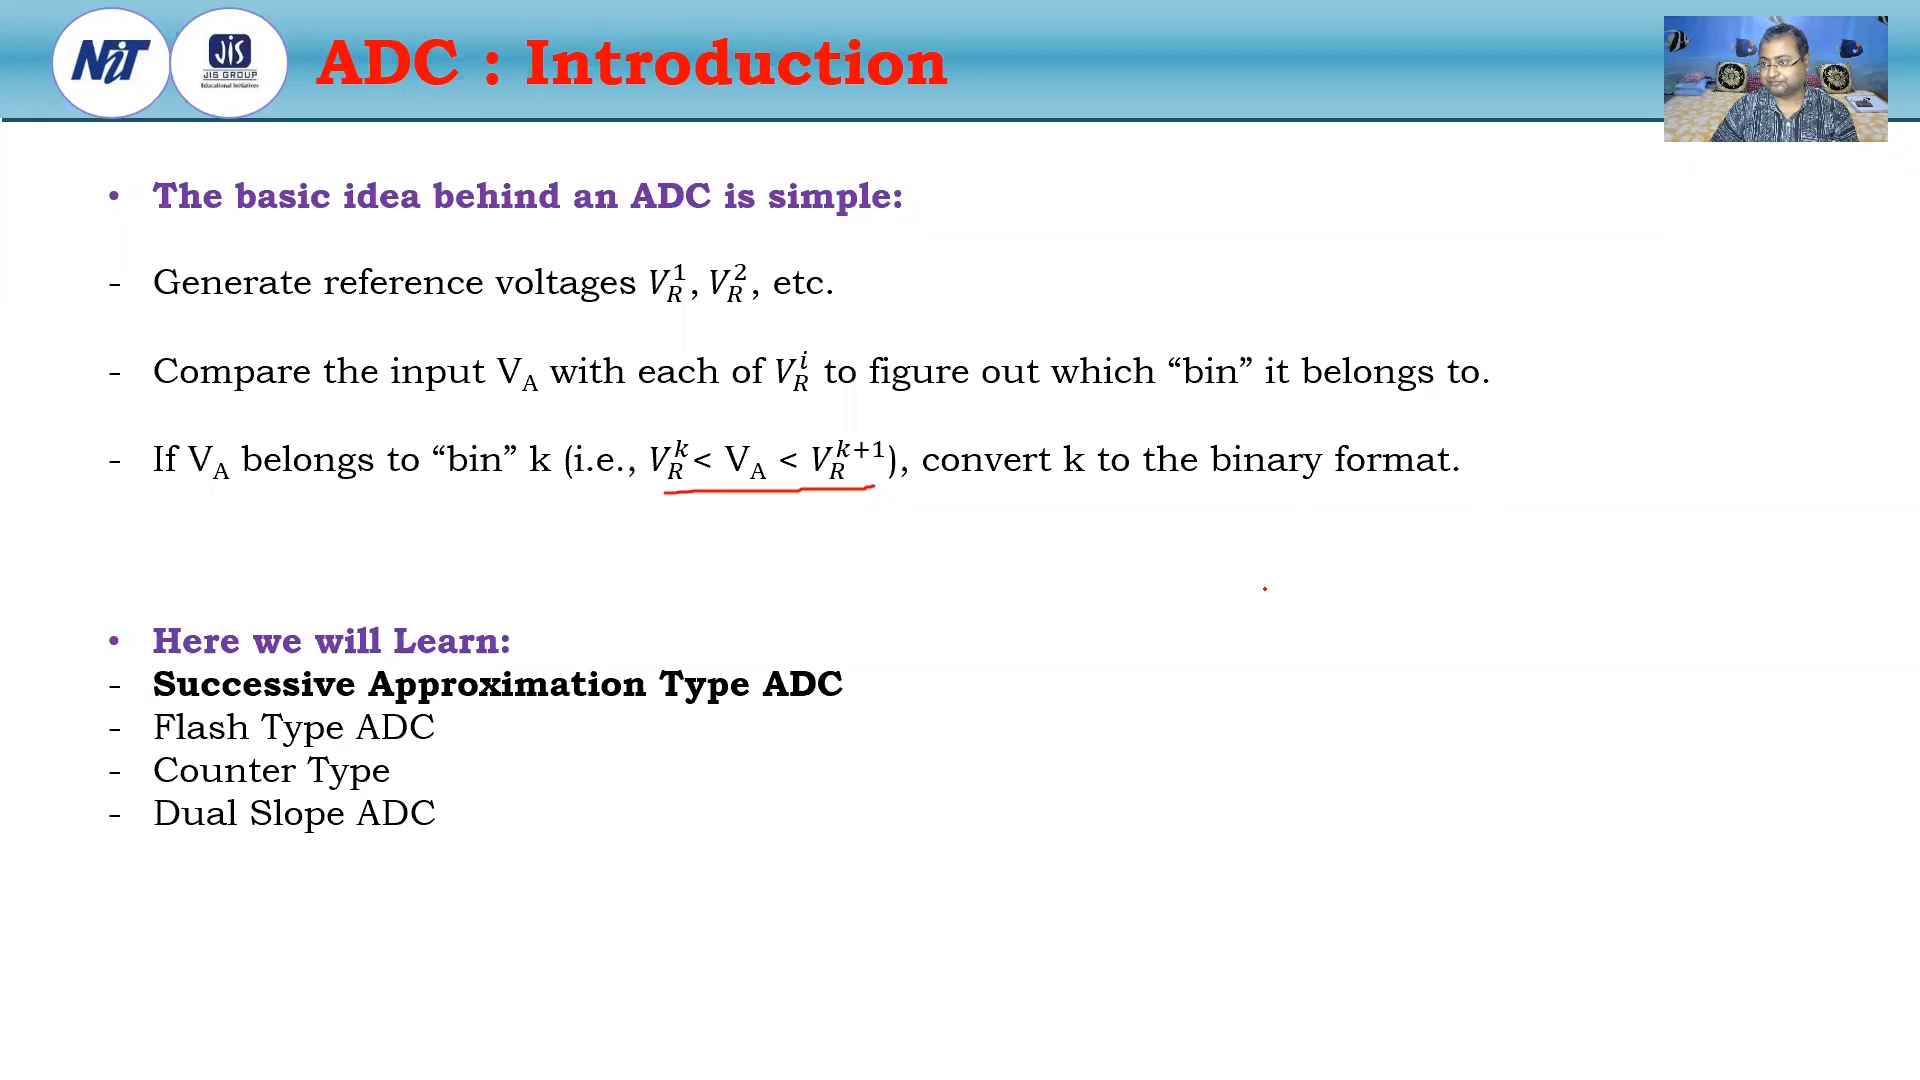 NiT
JIS
JIS GROUP
Educational Initiatives
ADC : Introduction
• The basic idea behind an ADC is simple:
- Generate reference voltages V_R^1, V_R^2, etc.
- Compare the input V_A with each of V_R^i to figure out which “bin” it belongs to.
- If V_A belongs to “bin” k (i.e., V_R^k < V_A < V_R^{k+1}), convert k to the binary format.
• Here we will Learn:
- Successive Approximation Type ADC
- Flash Type ADC
- Counter Type
- Dual Slope ADC